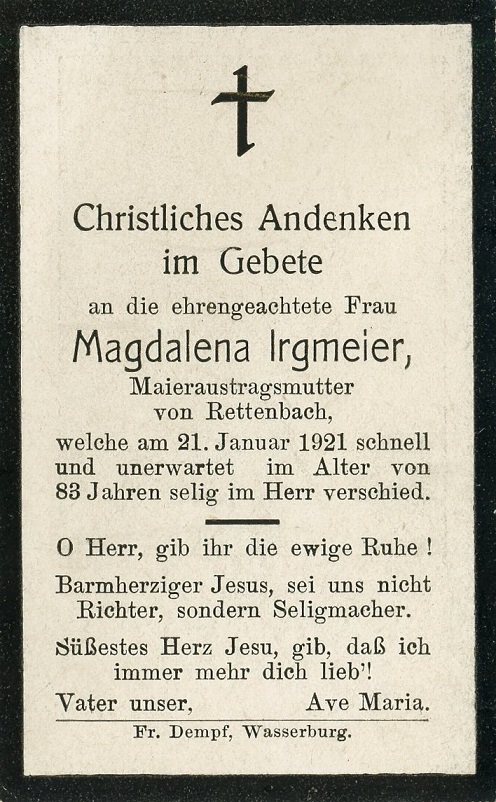 Christliches Andenken
im Gebete
an die ehrengeachtete Frau
Magdalena Irgmeier,
Maieraustragsmutter
von Rettenbach,
welche am 21. Januar 1921 schnell
und unerwartet im Alter von
83 Jahren selig im Herr verschied.
O Herr, gib ihr die ewige Ruhe !
Barmherziger Jesus, sei uns nicht
Richter, sondern Seligmacher.
Süßestes Herz Jesu, gib, daß ich
immer mehr dich lieb'!
Vater unser, Ave Maria.
Fr. Dempf, Wasserburg.